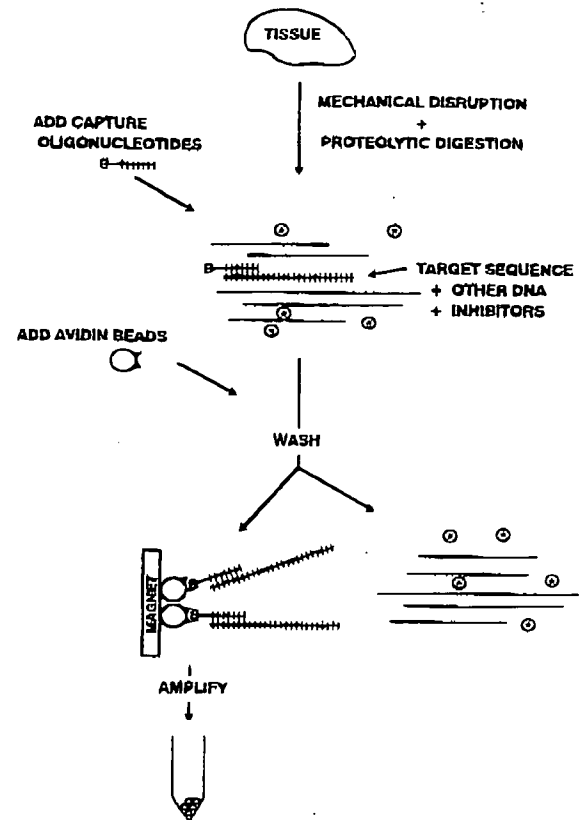 TISSUE
MECHANICAL DISRUPTION
+
PROTEOLYTIC DIGESTION
ADD CAPTURE
OLIGONUCLEOTIDES
B
B
TARGET SEQUENCE
+ OTHER DNA
+ INHIBITORS
ADD AVIDIN BEADS
WASH
MAGNET
B
B
AMPLIFY